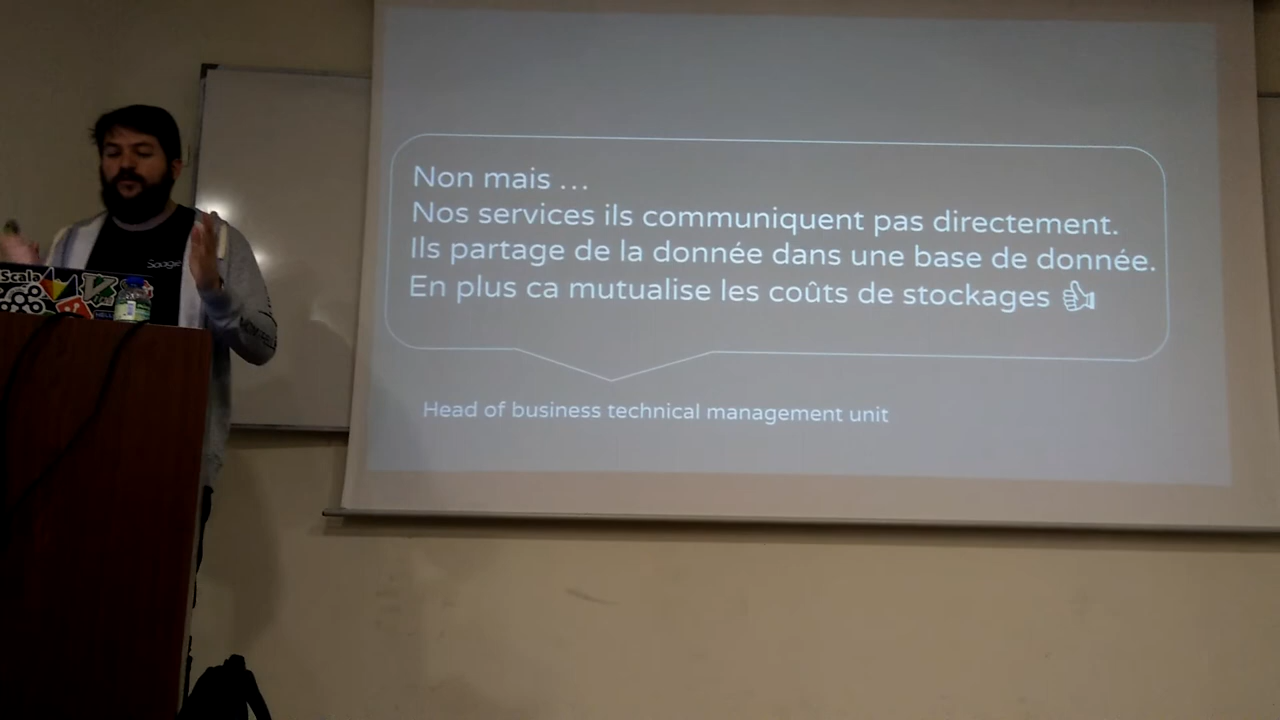 Non mais ...
Nos services ils communiquent pas directement.
Ils partage de la donnée dans une base de donnée.
En plus ca mutualise les coûts de stockages 👍
Head of business technical management unit
Scala